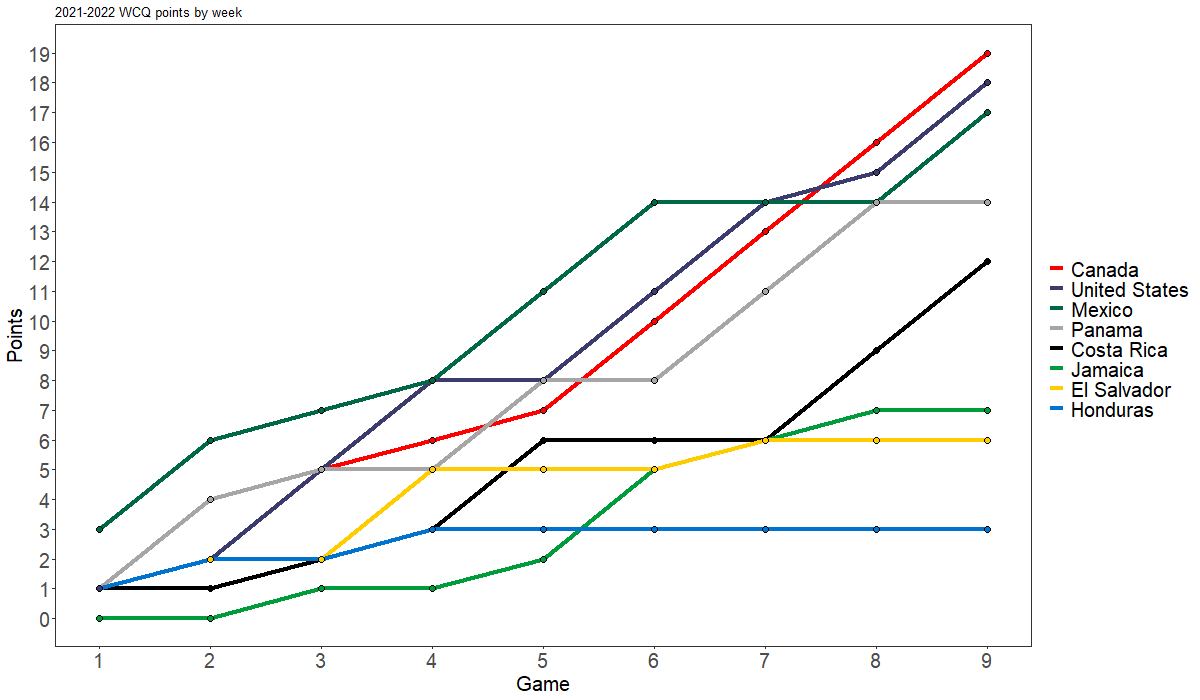 2021-2022 WCQ points by week
19
18
17
16
15
14
13
12
11
10
9
8
7
6
5
4
3
2
1
0
Points
1 2 3 4 5 6 7 8 9
Game
Canada
United States
Mexico
Panama
Costa Rica
Jamaica
El Salvador
Honduras